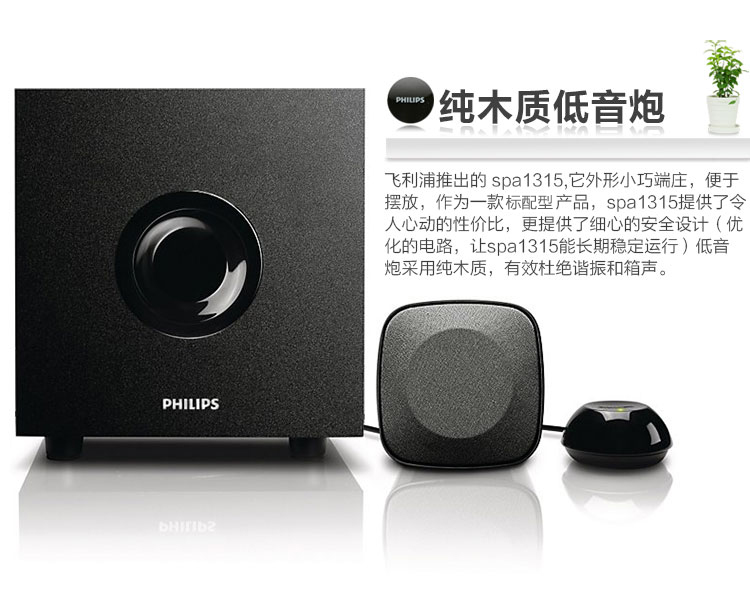 PHILIPS
纯木质低音炮
飞利浦推出的 spa1315,它外形小巧端庄，便于
摆放，作为一款标配型产品，spa1315提供了令
人心动的性价比，更提供了细心的安全设计（优
化的电路，让spa1315能长期稳定运行）低音
炮采用纯木质，有效杜绝谐振和箱声。
PHILIPS